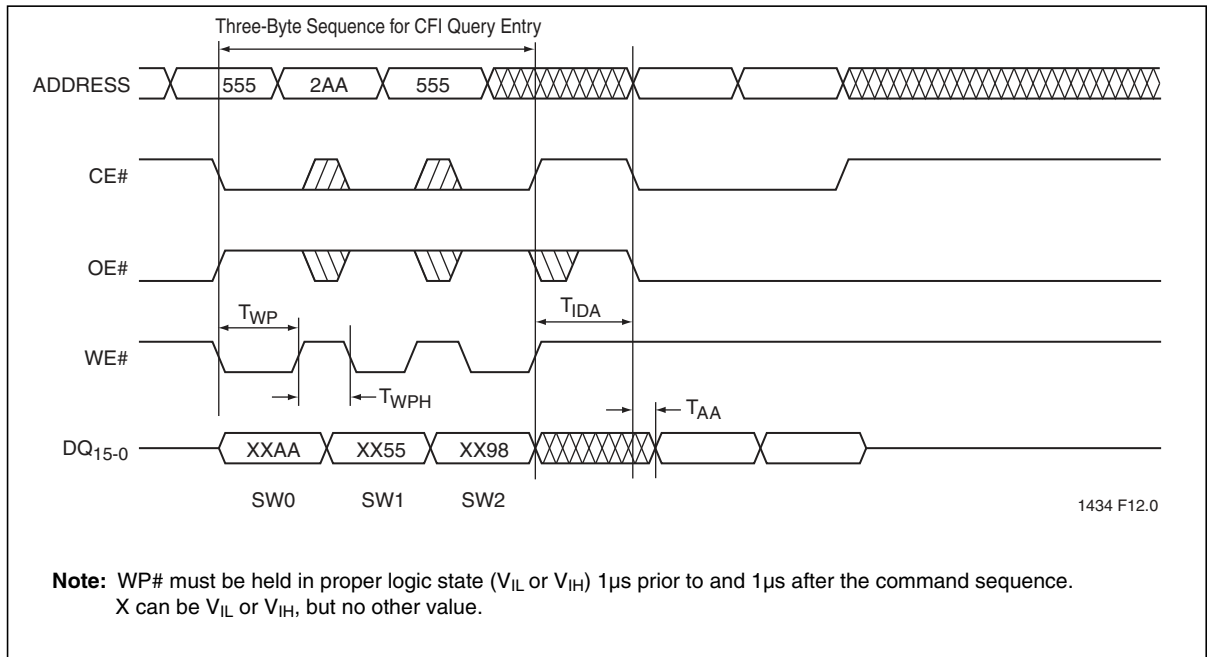 Three-Byte Sequence for CFI Query Entry
ADDRESS 555 2AA 555
CE#
OE#
TWP TIDA
WE#
TWPH TAA
DQ15-0 XXAA XX55 XX98
SW0 SW1 SW2
1434 F12.0
Note: WP# must be held in proper logic state (VIL or VIH) 1µs prior to and 1µs after the command sequence.
X can be VIL or VIH, but no other value.